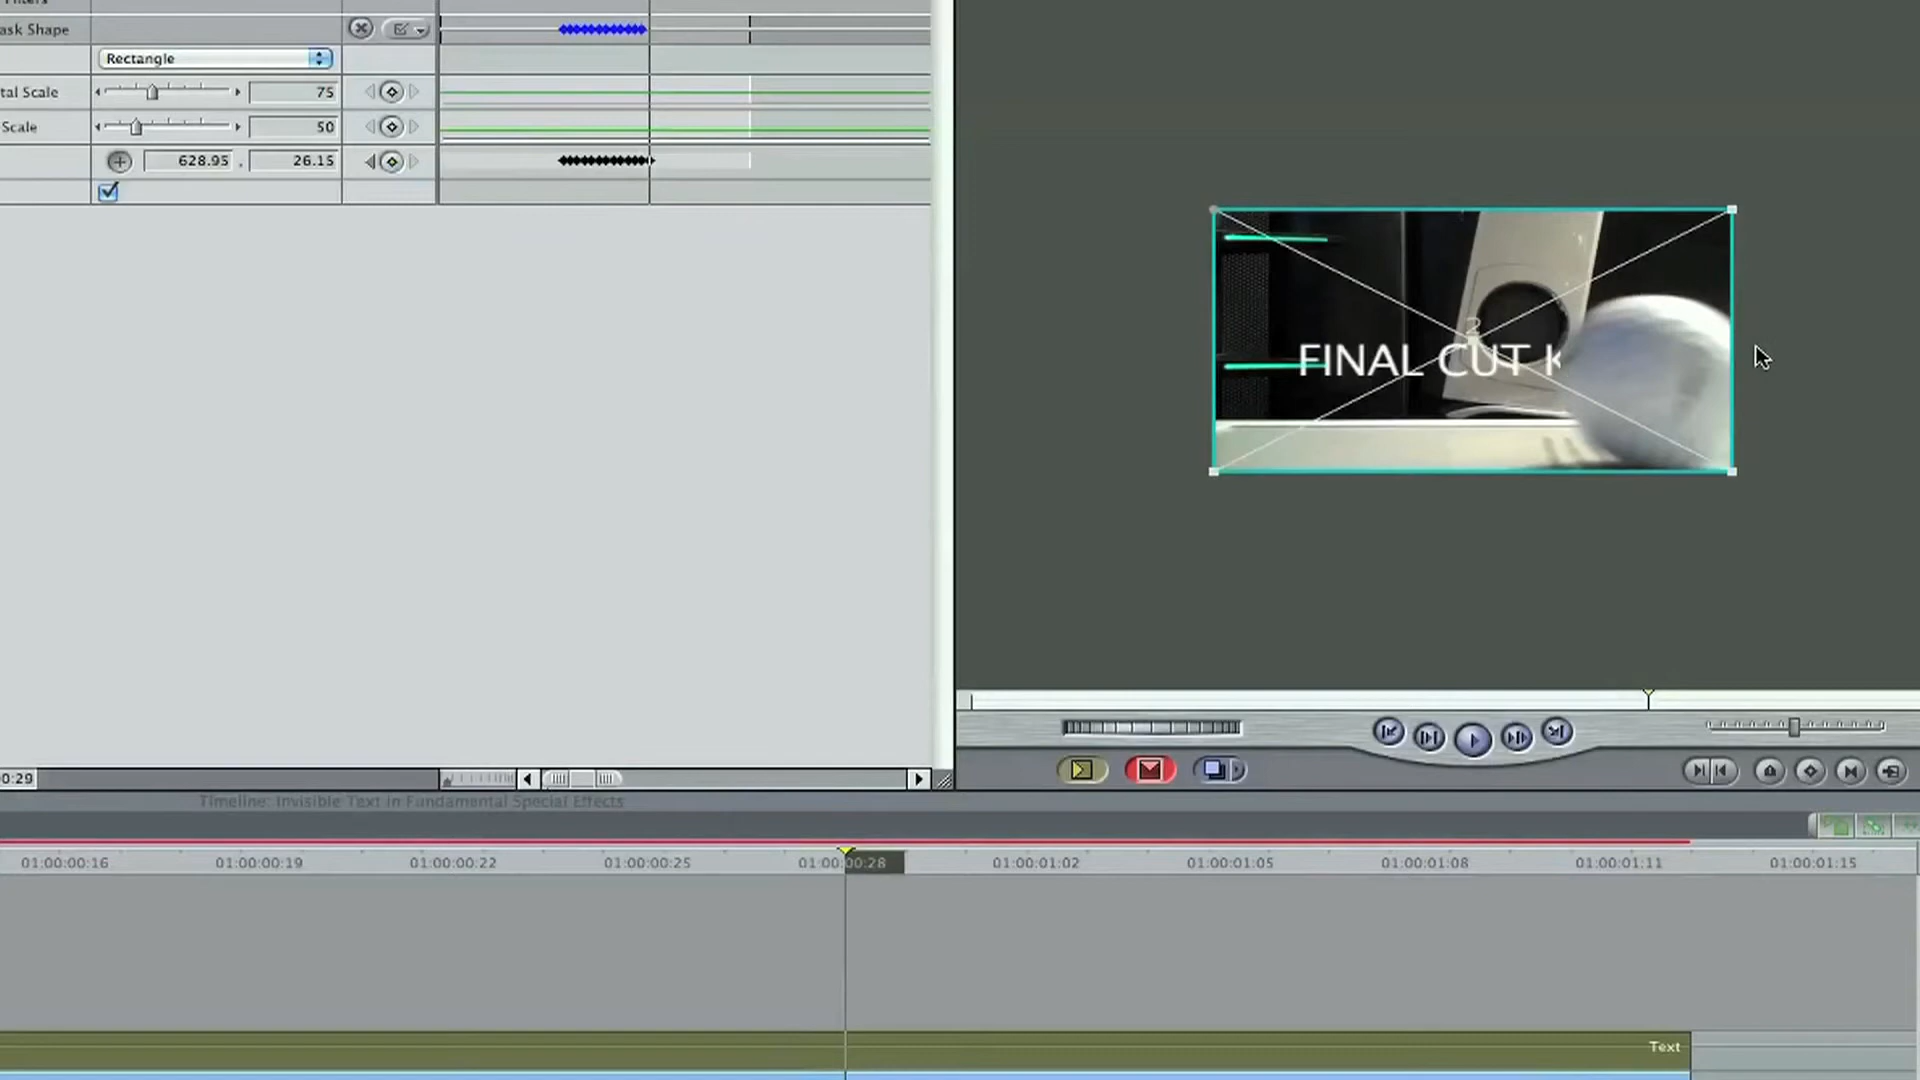 ask Shape
Rectangle
tal Scale
75
Scale
50
628.95 , 26.15
2
FINAL CUT K
0:29
Timeline: Invisible Text in Fundamental Special Effects
01:00:00:16
01:00:00:19
01:00:00:22
01:00:00:25
01:00:00:28
01:00:01:02
01:00:01:05
01:00:01:08
01:00:01:11
01:00:01:15
Text